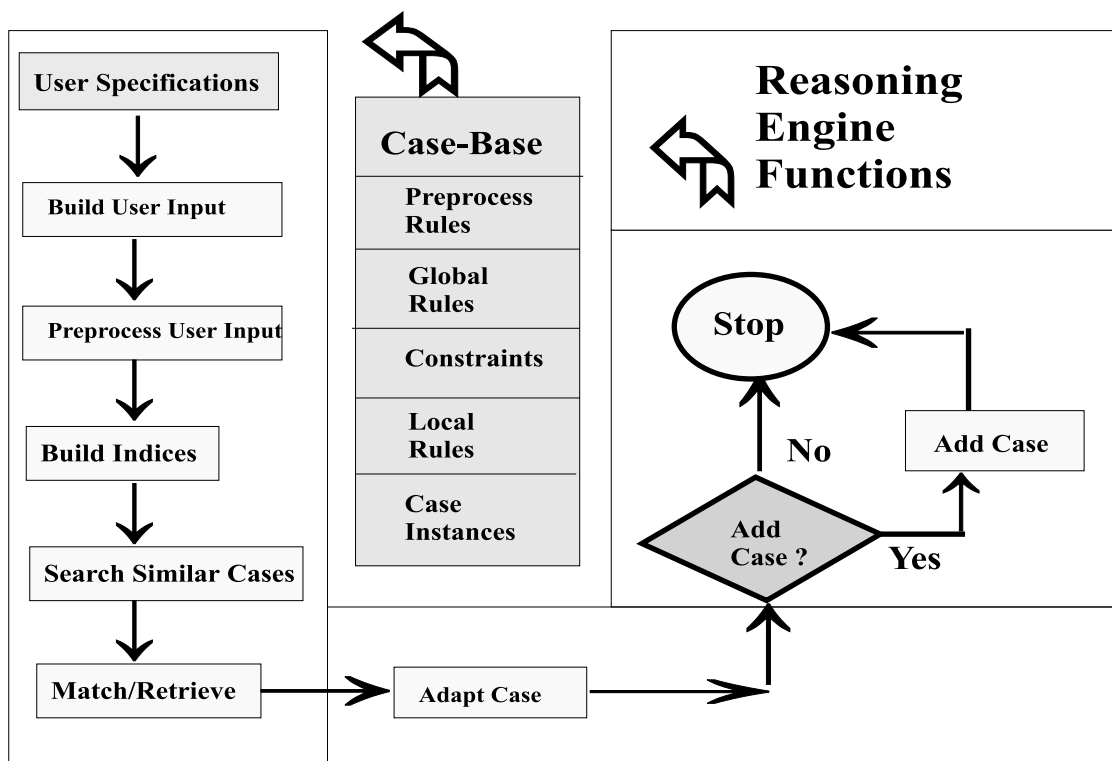 User Specifications
Build User Input
Preprocess User Input
Build Indices
Search Similar Cases
Match/Retrieve
Case-Base
Preprocess
Rules
Global
Rules
Constraints
Local
Rules
Case
Instances
Adapt Case
Reasoning
Engine
Functions
Stop
No
Add Case
Add
Case ?
Yes